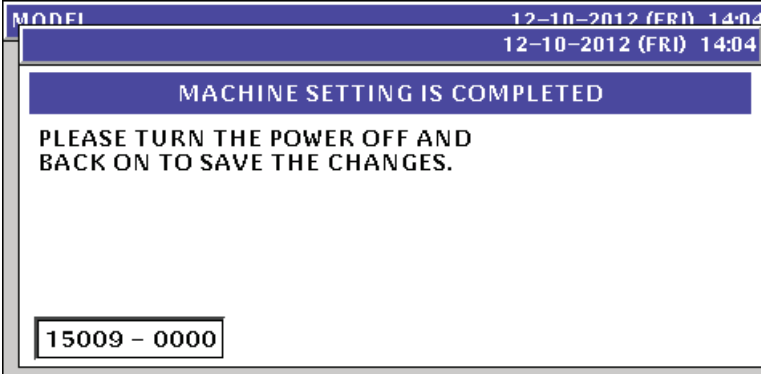 MODEL 12-10-2012 (FRI) 14:04
12-10-2012 (FRI) 14:04
MACHINE SETTING IS COMPLETED
PLEASE TURN THE POWER OFF AND
BACK ON TO SAVE THE CHANGES.
15009 - 0000